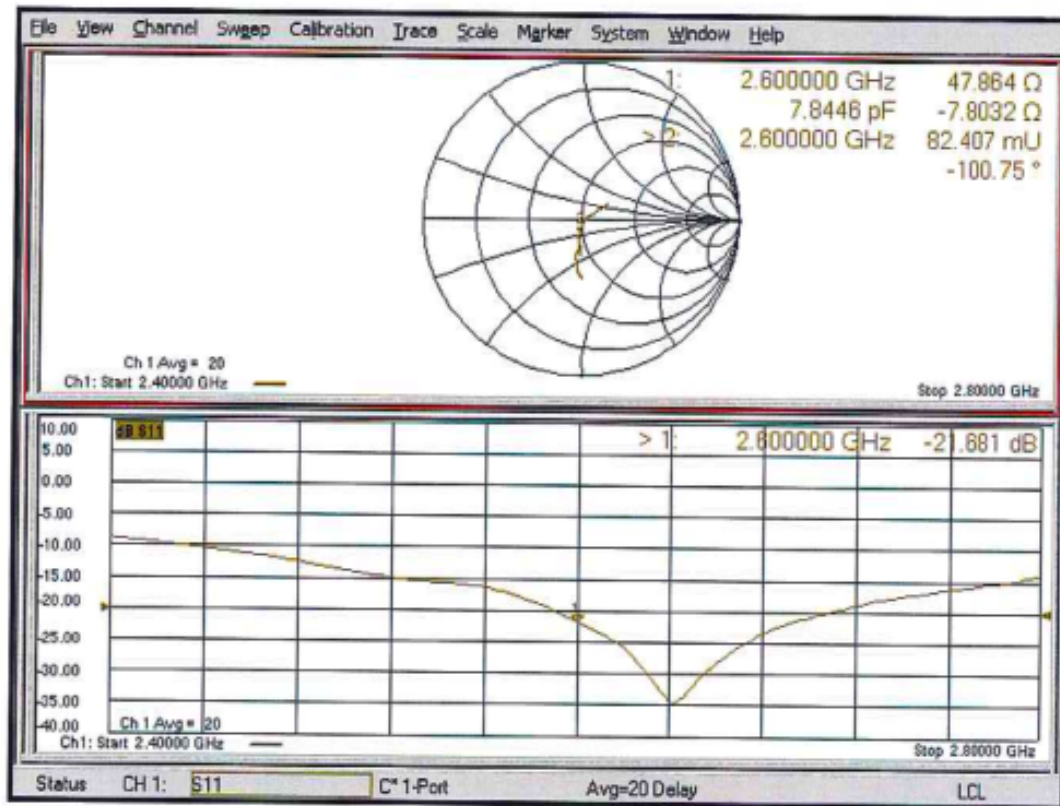 File View Channel Sweep Calibration Trace Scale Marker System Window Help
1: 2.600000 GHz 47.864 Ω
7.8446 pF -7.8032 Ω
> 2: 2.600000 GHz 82.407 mU
-100.75 °
Ch 1 Avg = 20
Ch1: Start 2.40000 GHz
Stop 2.80000 GHz
10.00
dB S11
> 1: 2.600000 GHz -21.681 dB
5.00
0.00
-5.00
-10.00
-15.00
-20.00
1
-25.00
-30.00
-35.00
-40.00
Ch 1 Avg = 20
Ch1: Start 2.40000 GHz
Stop 2.80000 GHz
Status CH 1: S11 C* 1-Port Avg=20 Delay LCL